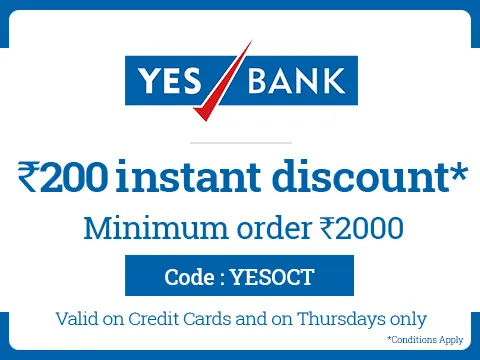 YES BANK
₹200 instant discount*
Minimum order ₹2000
Code : YESOCT
Valid on Credit Cards and on Thursdays only
*Conditions Apply